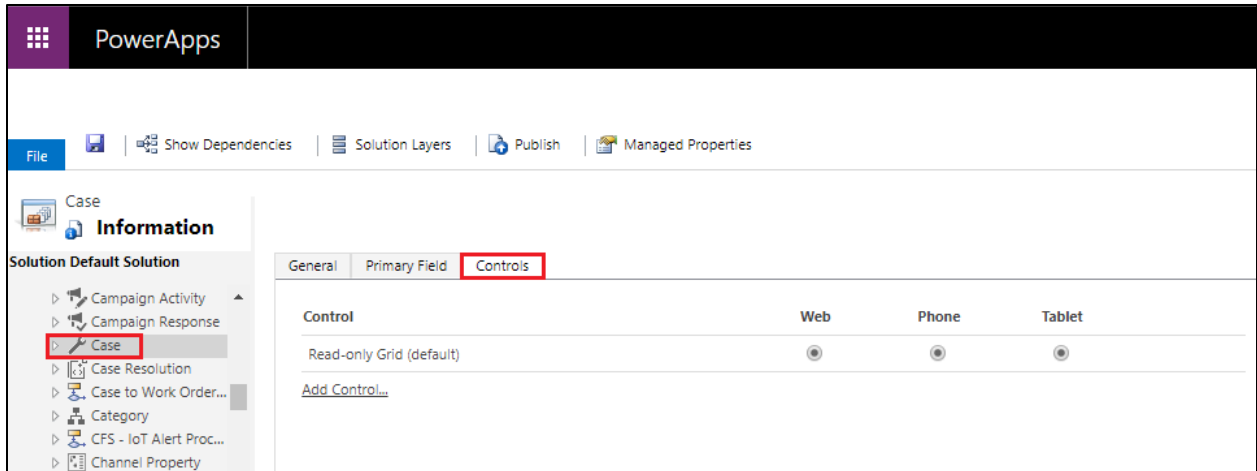 PowerApps
File
Show Dependencies
Solution Layers
Publish
Managed Properties
Case
Information
Solution Default Solution
Campaign Activity
Campaign Response
Case
Case Resolution
Case to Work Order...
Category
CFS - IoT Alert Proc...
Channel Property
General
Primary Field
Controls
Control Web Phone Tablet
Read-only Grid (default)
Add Control...